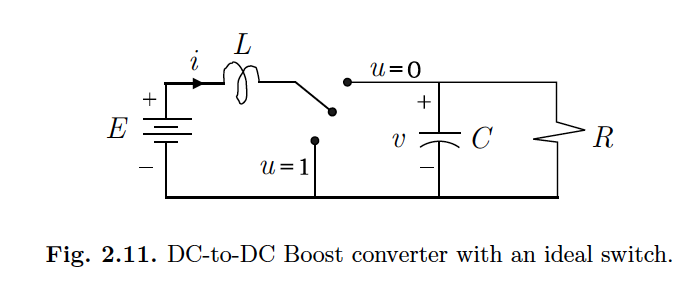 L
i
u=0
+
+
E
v
C
R
−
u=1
−
Fig. 2.11. DC-to-DC Boost converter with an ideal switch.